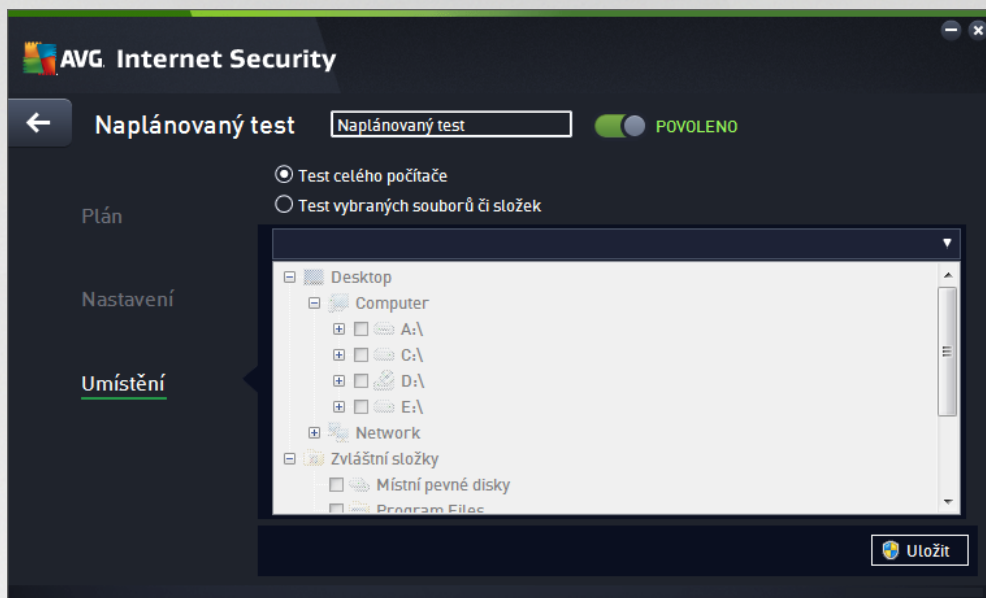 AVG. Internet Security
Naplánovaný test
Naplánovaný test
POVOLENO
Plán
Nastavení
Umístění
Test celého počítače
Test vybraných souborů či složek
Desktop
Computer
A:\
C:\
D:\
E:\
Network
Zvláštní složky
Místní pevné disky
Program Files
Uložit